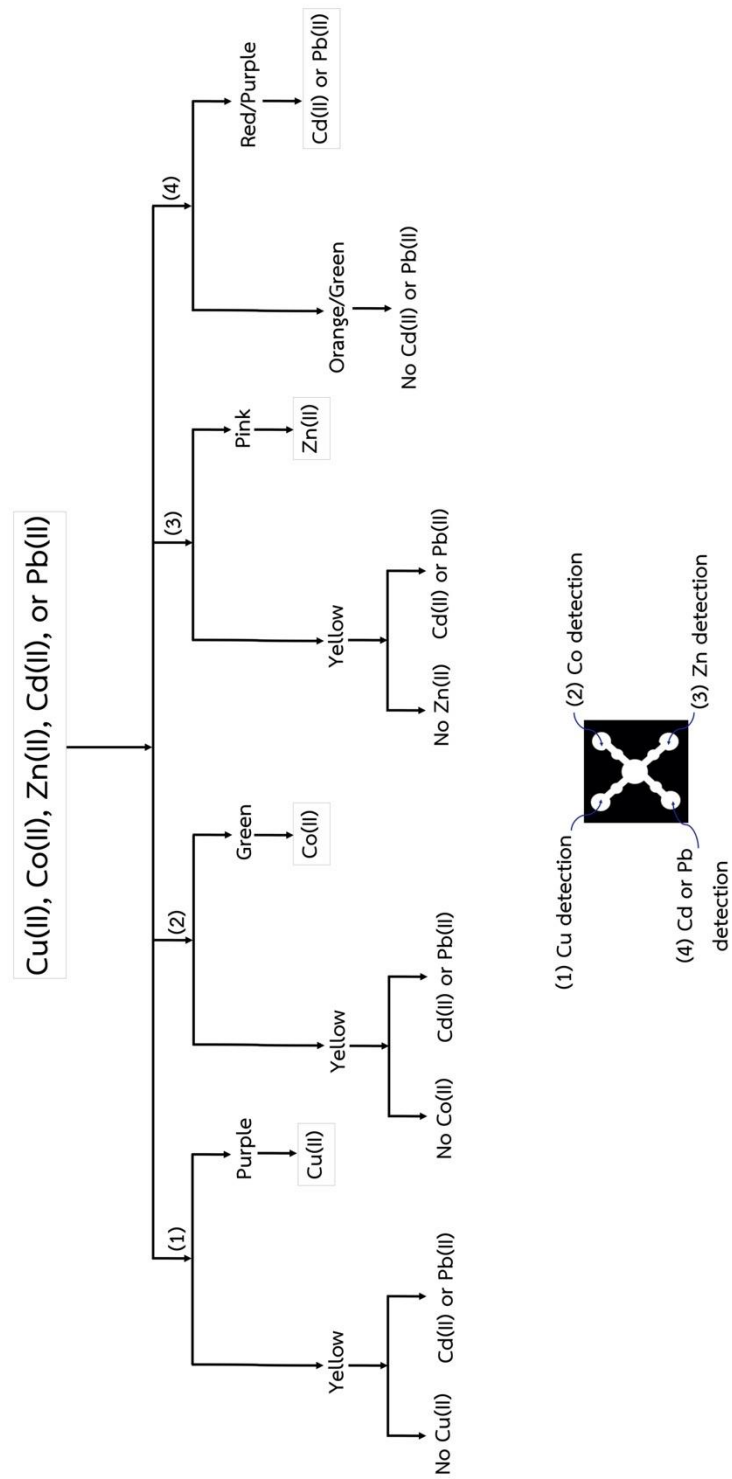 Cu(II), Co(II), Zn(II), Cd(II), or Pb(II)
(1)
(2)
(3)
(4)
Yellow
Purple
Yellow
Green
Yellow
Pink
Orange/Green
Red/Purple
No Cu(II)
Cd(II) or Pb(II)
Cu(II)
No Co(II)
Cd(II) or Pb(II)
Co(II)
No Zn(II)
Cd(II) or Pb(II)
Zn(II)
No Cd(II) or Pb(II)
Cd(II) or Pb(II)
(1) Cu detection
(2) Co detection
(4) Cd or Pb
detection
(3) Zn detection